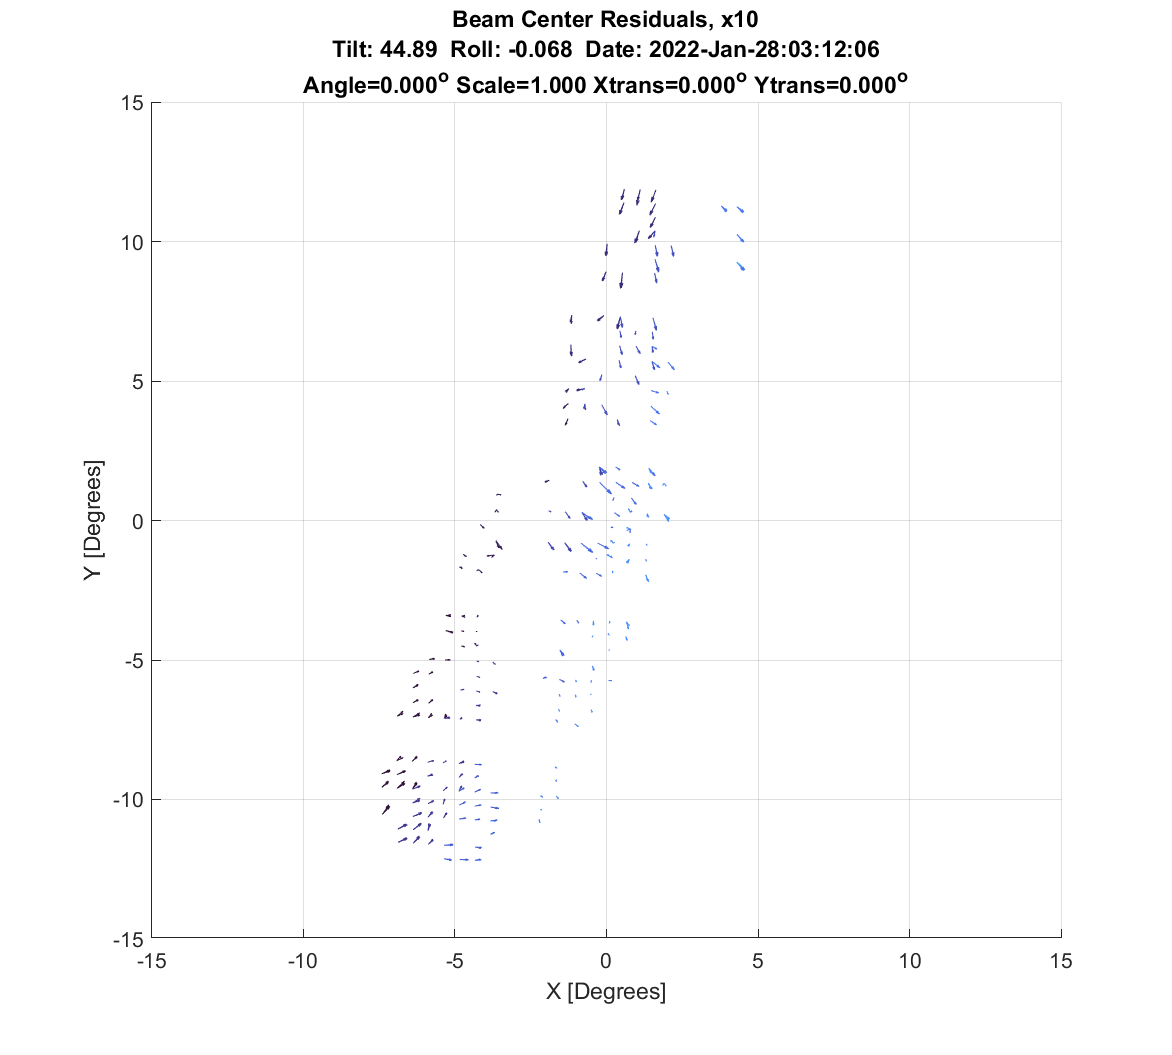 Beam Center Residuals, x10
Tilt: 44.89  Roll: -0.068  Date: 2022-Jan-28:03:12:06
Angle=0.000° Scale=1.000 Xtrans=0.000° Ytrans=0.000°
15
10
5
0
-5
-10
-15
Y [Degrees]
-15 -10 -5 0 5 10 15
X [Degrees]